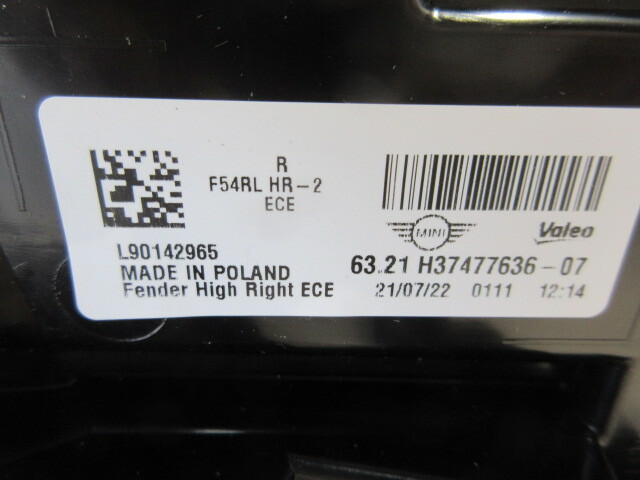 R
F54RL HR-2
ECE
MINI
Valeo
L90142965
MADE IN POLAND
Fender High Right ECE
63.21 H37477636-07
21/07/22 0111 12:14